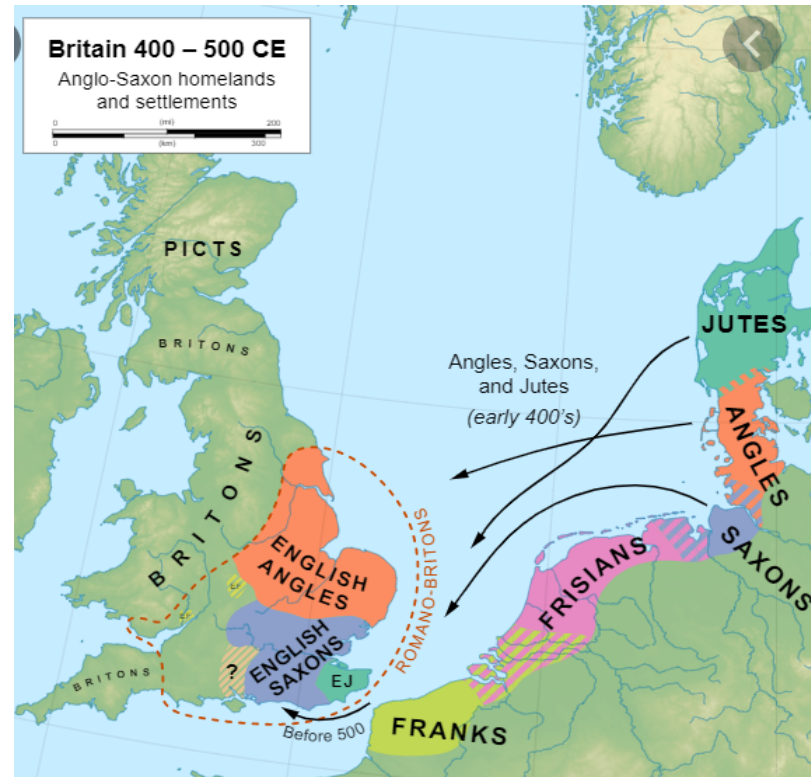 Britain 400 – 500 CE
Anglo-Saxon homelands
and settlements
0 (mi) 200
0 (km) 300
PICTS
BRITONS
JUTES
Angles, Saxons,
and Jutes
(early 400's)
ANGLES
BRITONS
ENGLISH
ANGLES
ROMANO-BRITONS
SAXONS
FRISIANS
EF
EF
ENGLISH
SAXONS
?
EJ
BRITONS
Before 500
FRANKS